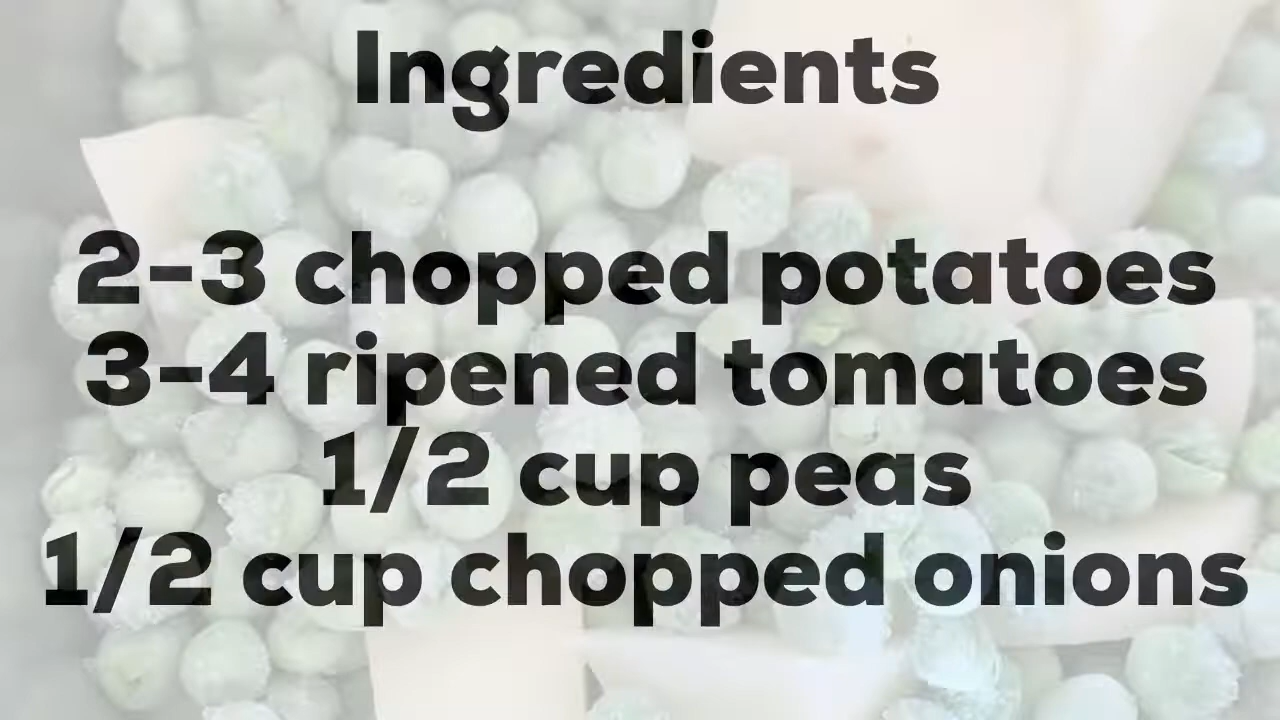 Ingredients
2-3 chopped potatoes
3-4 ripened tomatoes
1/2 cup peas
1/2 cup chopped onions